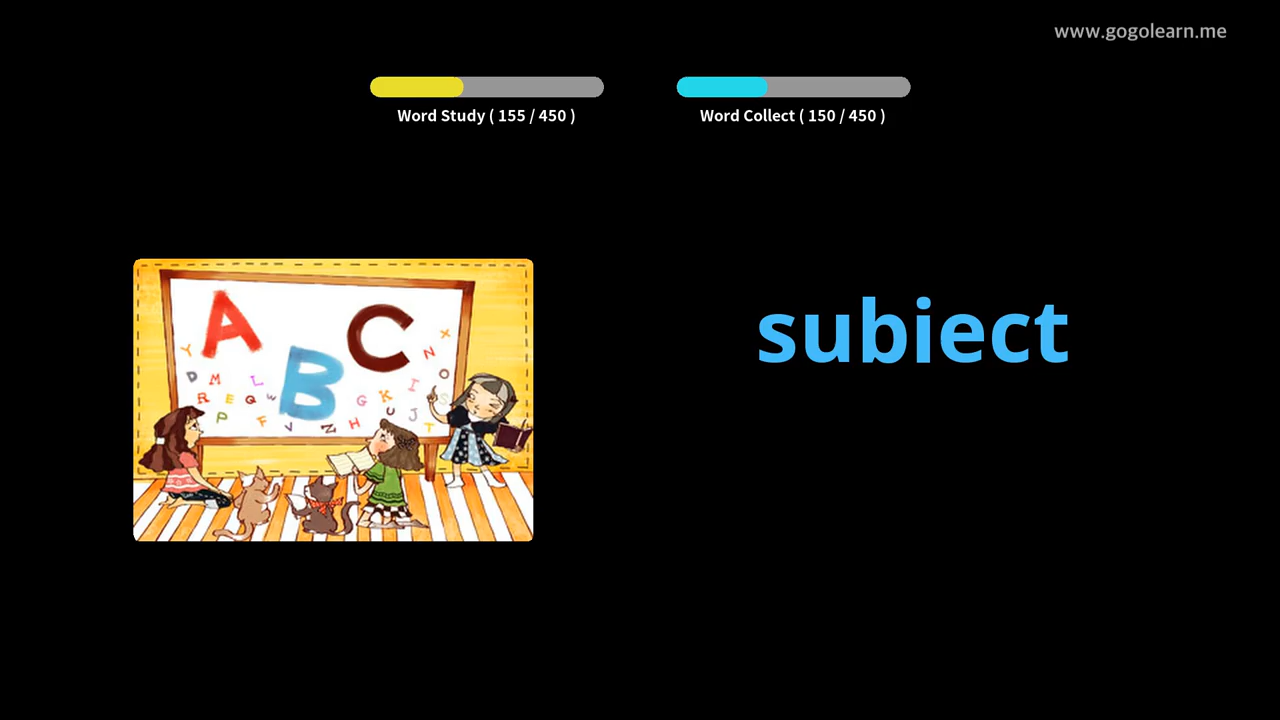 www.gogolearn.me
Word Study ( 155 / 450 )
Word Collect ( 150 / 450 )
A
B
C
Y
D M L
R E Q W
P F V Z H
G K I
U J T
X
N
O
S
subiect